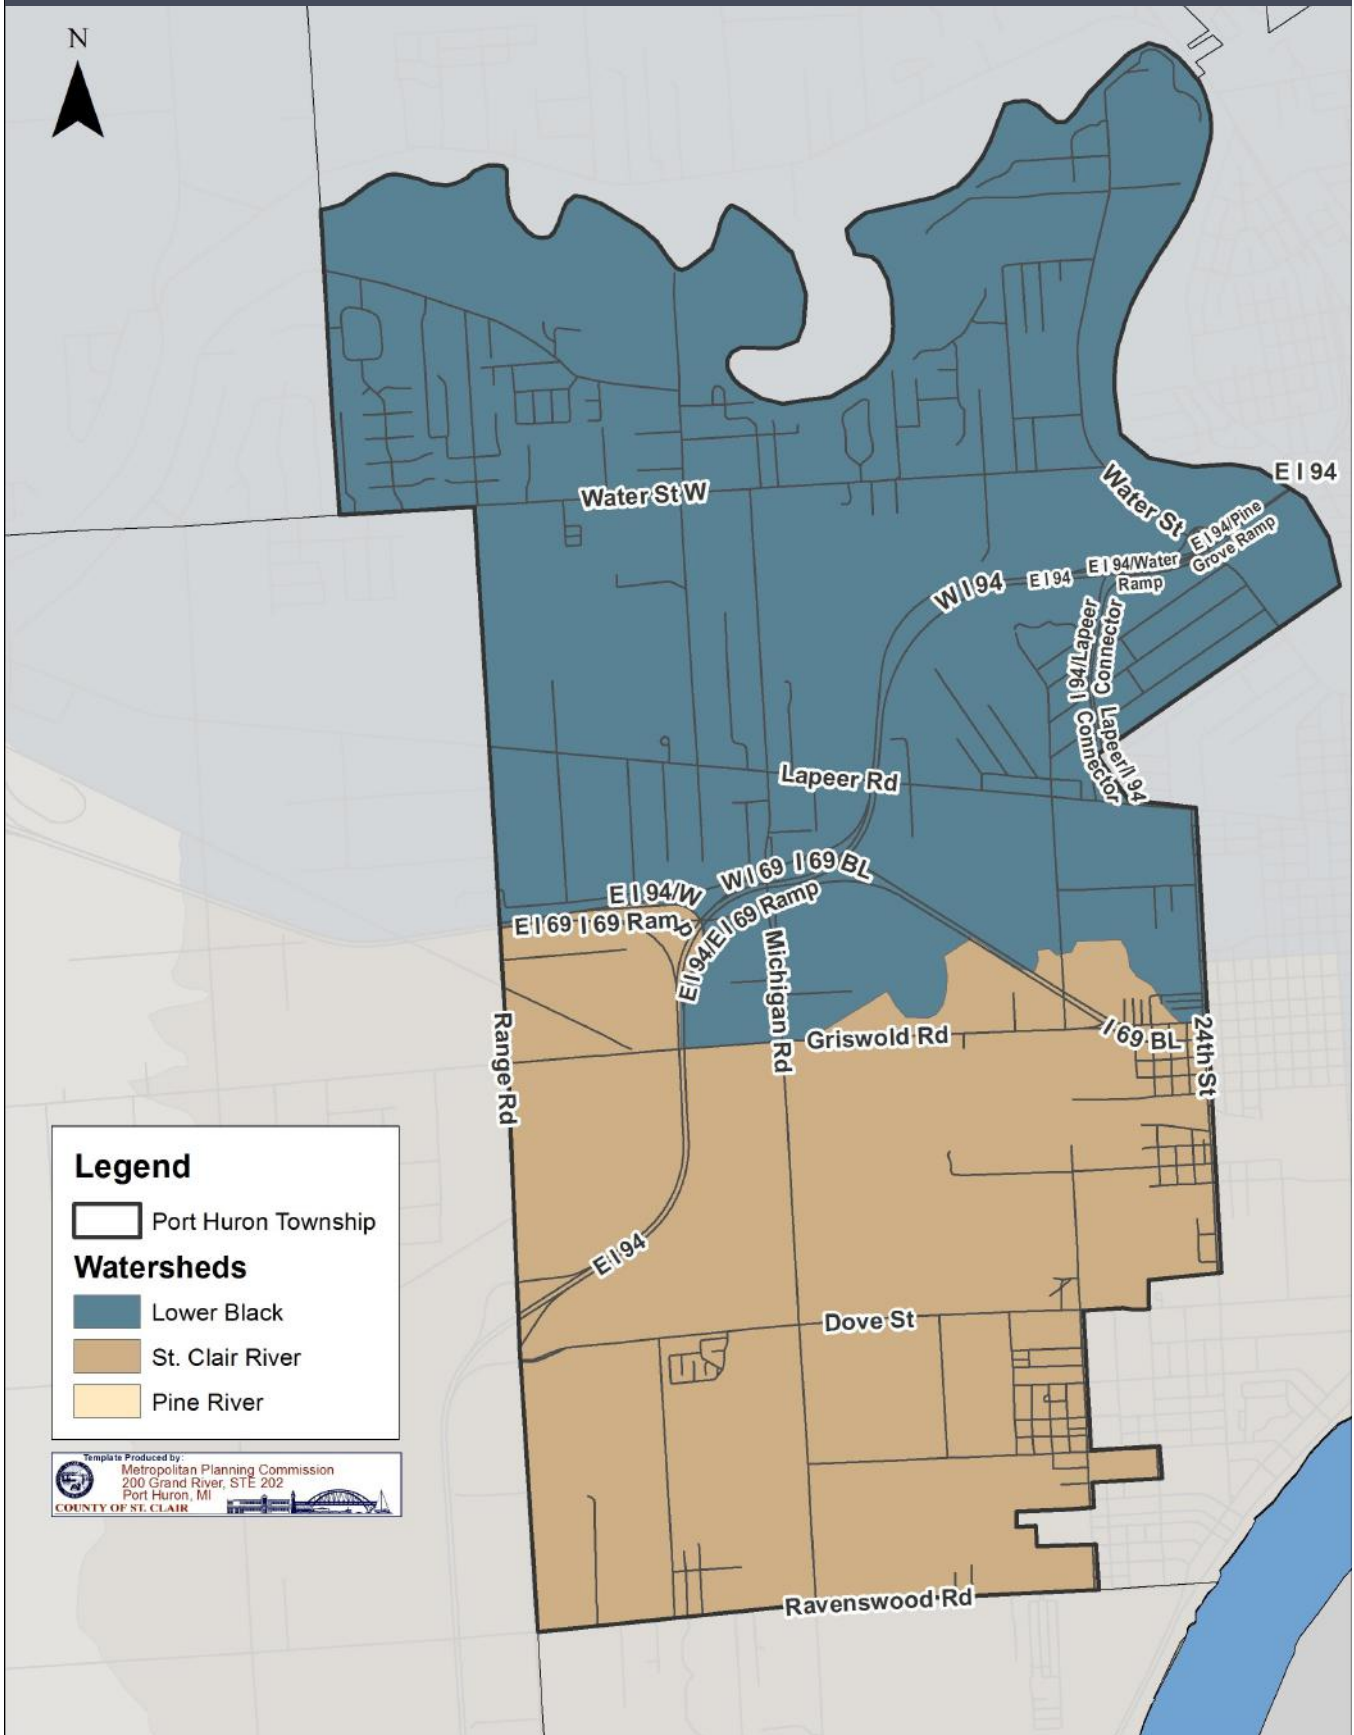 N
E I 94
Water St W
Water St
E I 94/Pine
Grove Ramp
E I 94/Water
Ramp
E I 94
W I 94
I 94/Lapeer
Connector
Lapeer/I 94
Connector
Lapeer Rd
W I 69 I 69 BL
E I 94/W
E I 69 I 69 Ramp
E I 94/E I 69 Ramp
Michigan Rd
Griswold Rd
I 69 BL
24th St
Range Rd
E I 94
Dove St
Ravenswood Rd
Legend
Port Huron Township
Watersheds
Lower Black
St. Clair River
Pine River
Template Produced by:
Metropolitan Planning Commission
200 Grand River, STE 202
Port Huron, MI
COUNTY OF ST. CLAIR